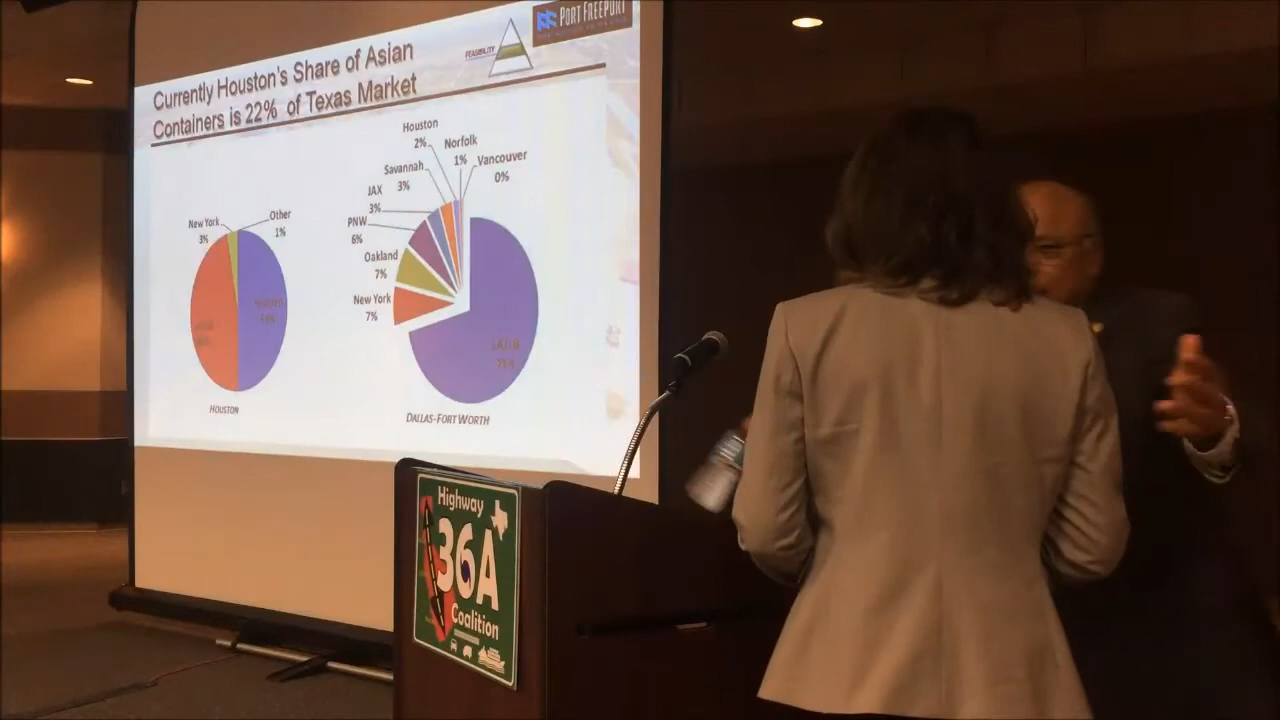 PORT FREEPORT
FEASIBILITY
Currently Houston's Share of Asian
Containers is 22% of Texas Market
New York
3%
Other
1%
HOUSTON
Houston
2%
Norfolk
1%
Vancouver
0%
Savannah
3%
JAX
3%
PNW
6%
Oakland
7%
New York
7%
DALLAS-FORT WORTH
Highway
36A
Coalition